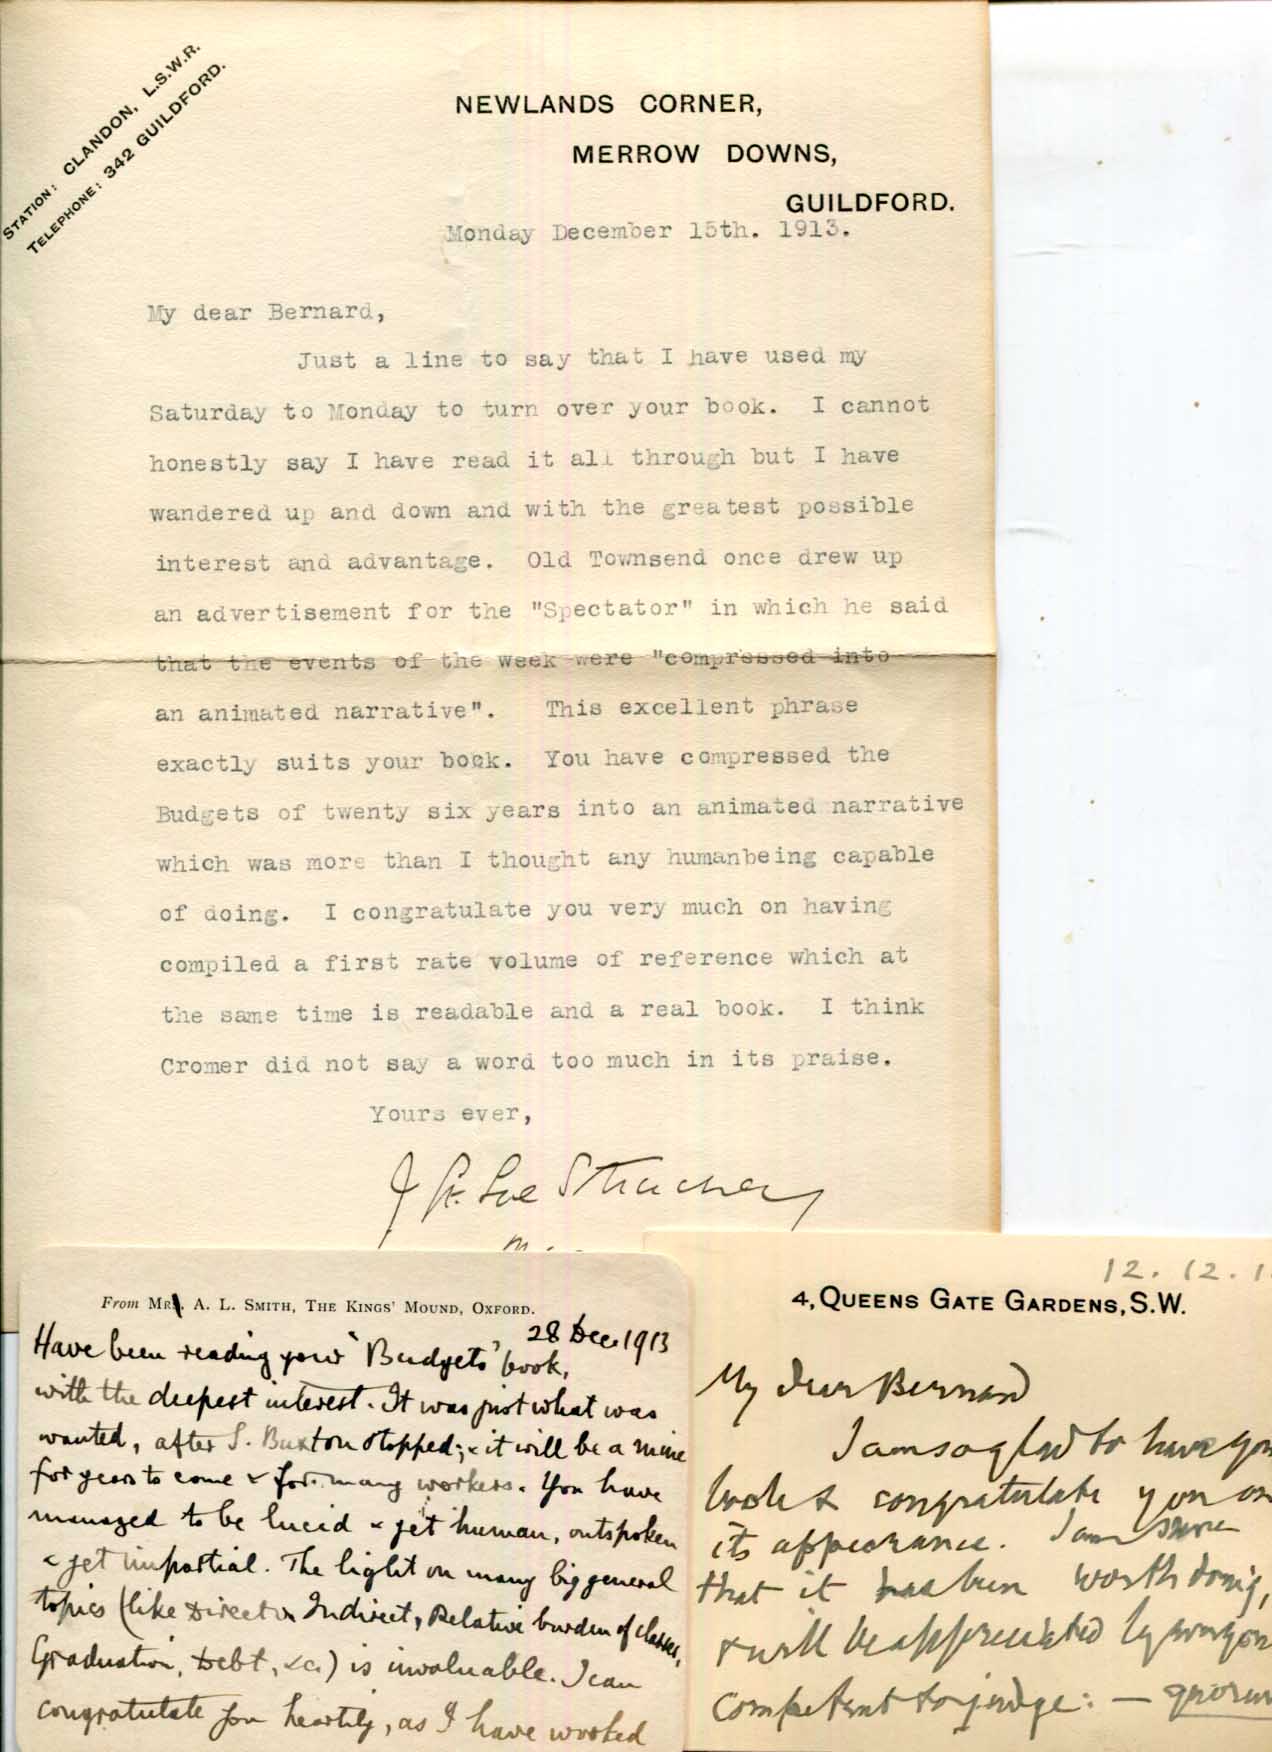 STATION: CLANDON, L.S.W.R.
TELEPHONE: 342 GUILDFORD.
NEWLANDS CORNER,
MERROW DOWNS,
GUILDFORD.
Monday December 15th. 1913.
My dear Bernard,
Just a line to say that I have used my
Saturday to Monday to turn over your book. I cannot
honestly say I have read it all through but I have
wandered up and down and with the greatest possible
interest and advantage. Old Townsend once drew up
an advertisement for the "Spectator" in which he said
that the events of the week were "compressed into
an animated narrative". This excellent phrase
exactly suits your book. You have compressed the
Budgets of twenty six years into an animated narrative
which was more than I thought any humanbeing capable
of doing. I congratulate you very much on having
compiled a first rate volume of reference which at
the same time is readable and a real book. I think
Cromer did not say a word too much in its praise.
Yours ever,
J St. Loe Strachey
From MR. A. L. SMITH, THE KINGS' MOUND, OXFORD.
28 Dec. 1913
Have been reading your 'Budgets' book,
with the deepest interest. It was just what was
wanted, after S. Buxton stopped; & it will be a mine
for years to come & for many workers. You have
managed to be lucid & yet human, outspoken
& yet impartial. The light on many big general
topics (like Direct v Indirect, Relative burden of classes,
Graduation, Debt, &c.) is invaluable. I can
congratulate you heartily, as I have worked
12.12.1
4, QUEENS GATE GARDENS, S.W.
My dear Bernard
I am so glad to have you
book & congratulate you on
its appearance. I am sure
that it has been worth doing,
& will be appreciated by
competent to judge: — quorum